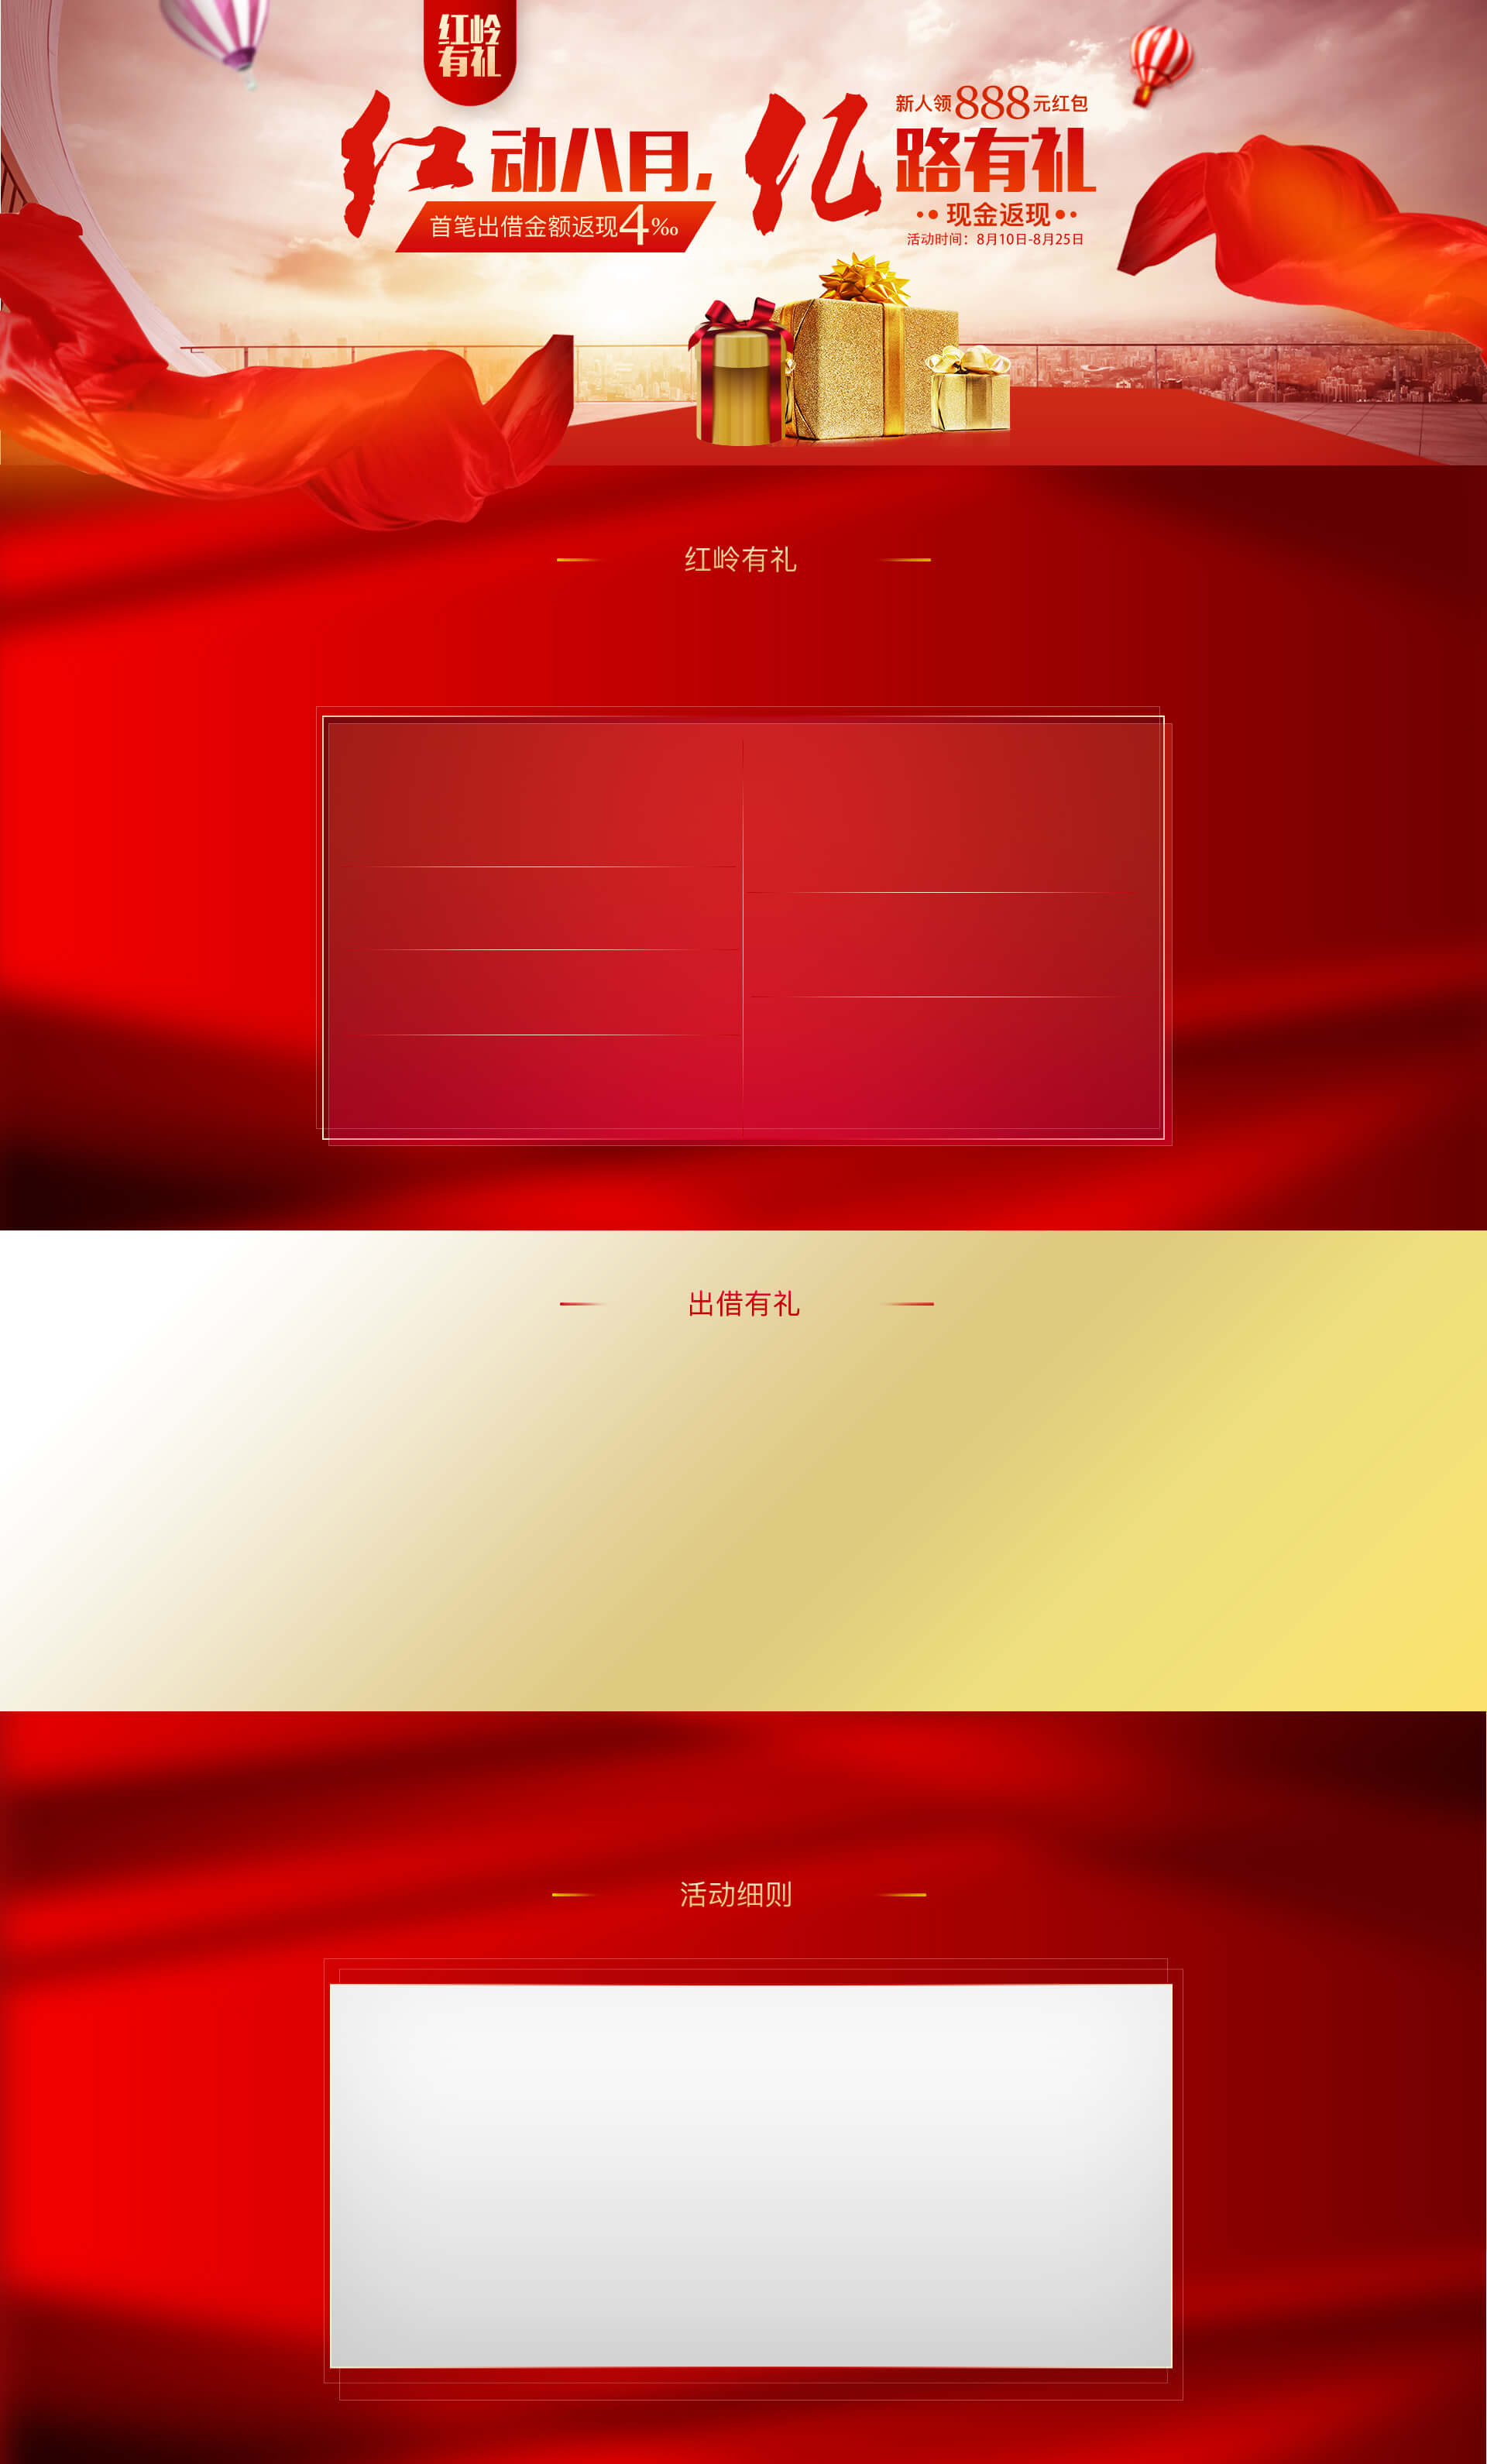 红岭
有礼
红动八月,亿路有礼
新人领888元红包
首笔出借金额返现4‰
现金返现
活动时间：8月10日-8月25日
红岭有礼
出借有礼
活动细则